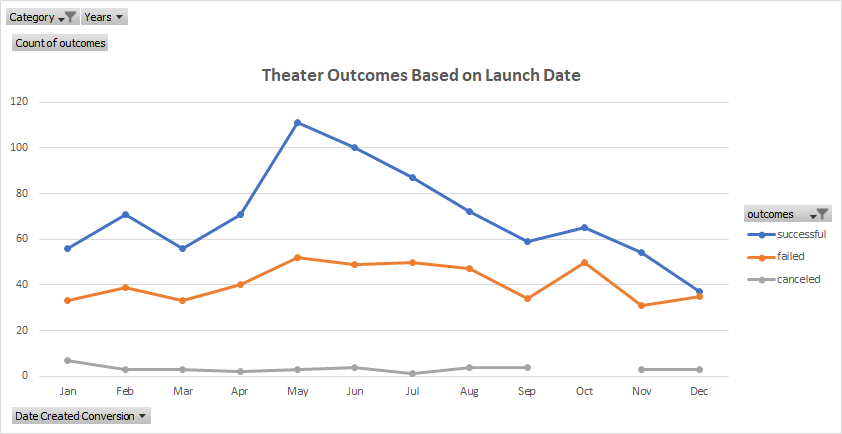 Category Years
Count of outcomes
Theater Outcomes Based on Launch Date
120
100
80
60
40
20
0
Jan Feb Mar Apr May Jun Jul Aug Sep Oct Nov Dec
outcomes
successful
failed
canceled
Date Created Conversion